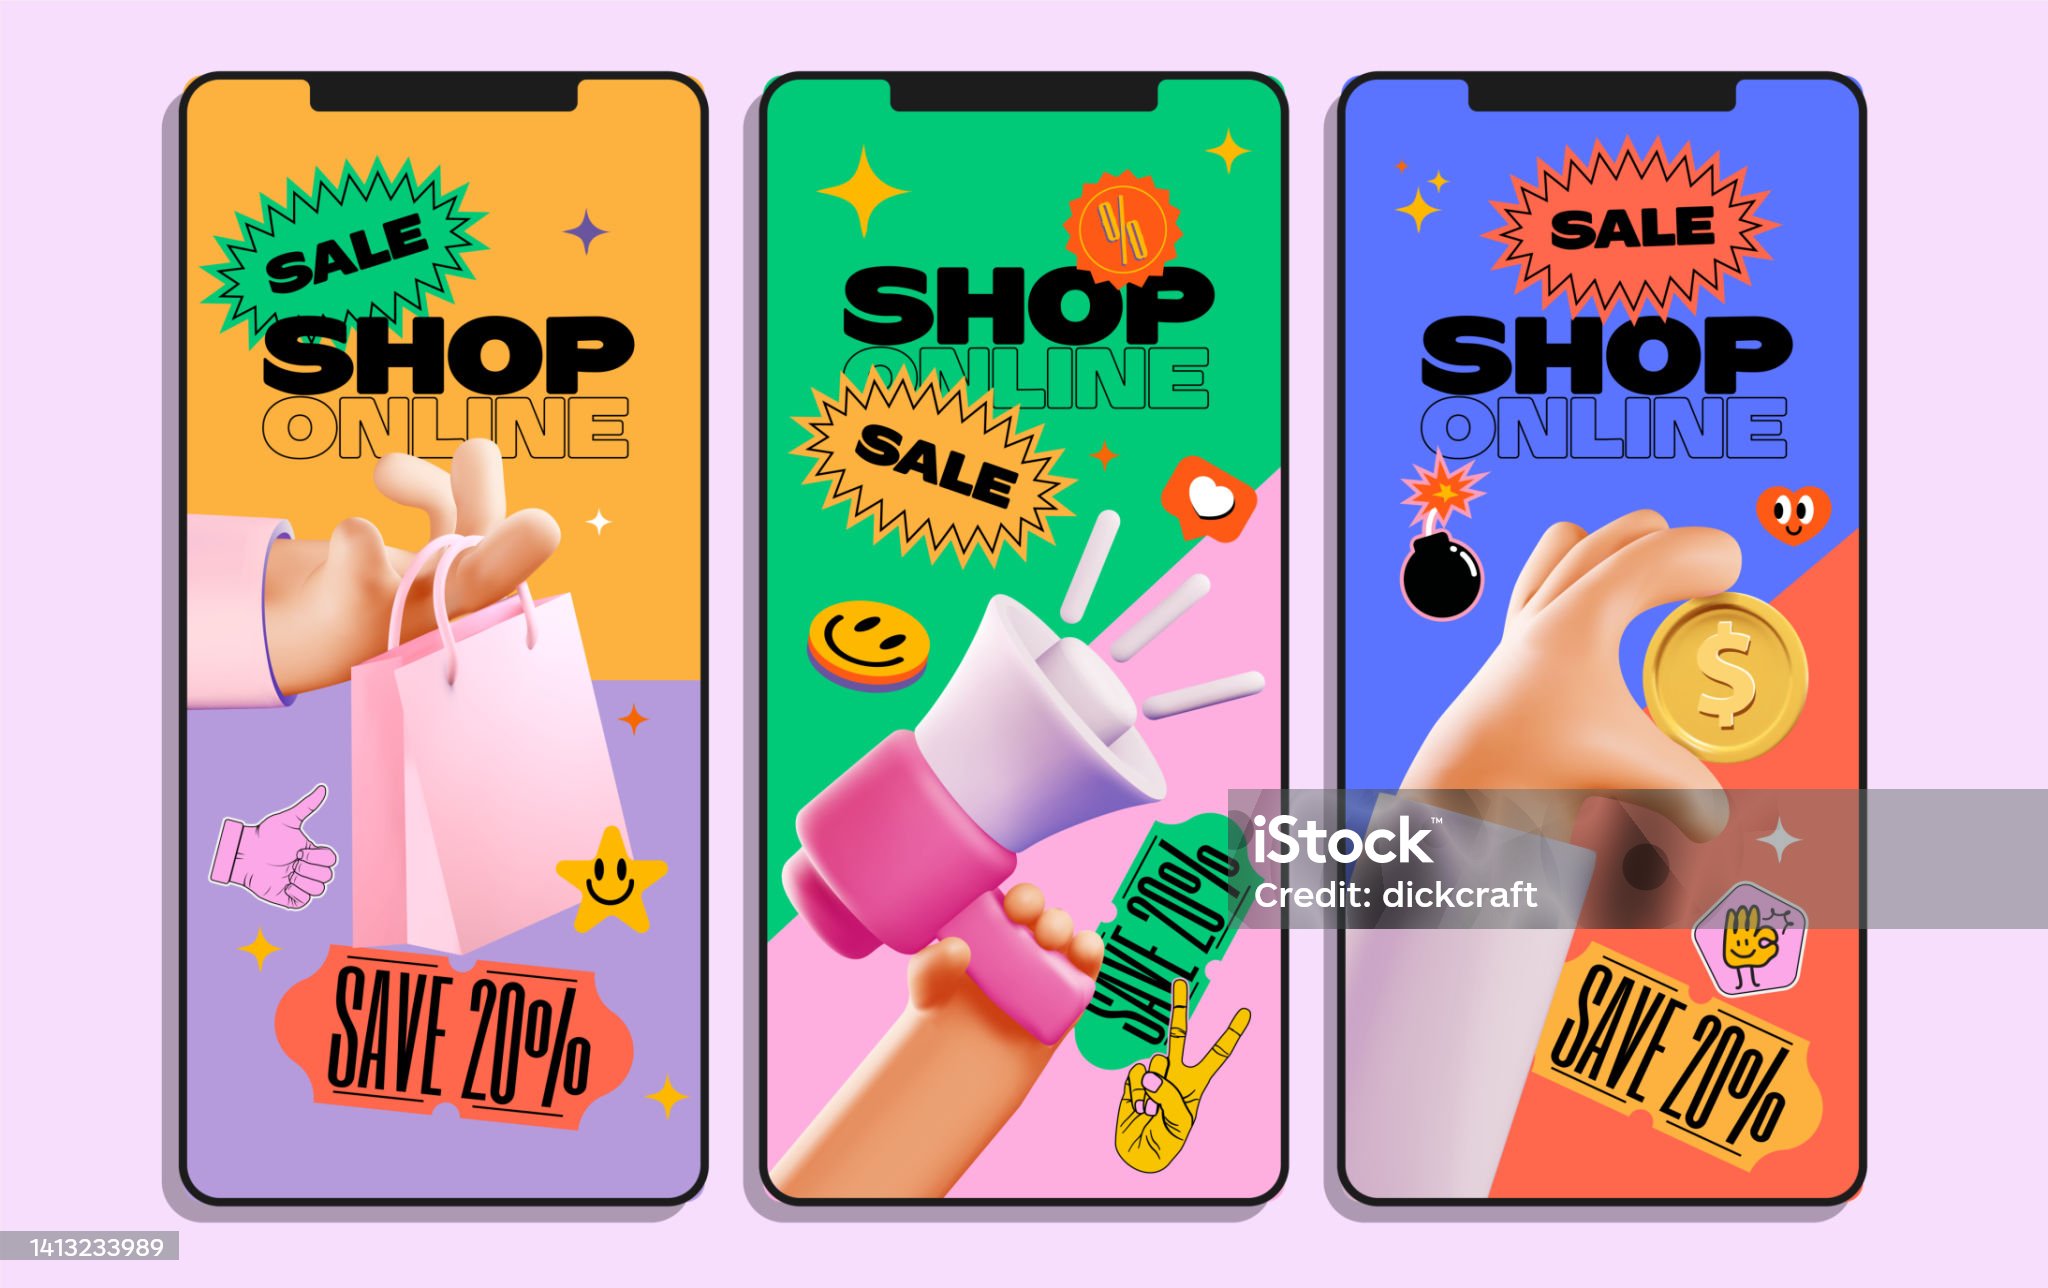 SALE
SHOP
ONLINE
SAVE 20%
%
SHOP
ONLINE
SALE
SAVE 20%
SALE
SHOP
ONLINE
$
SAVE 20%
iStock™
Credit: dickcraft
1413233989